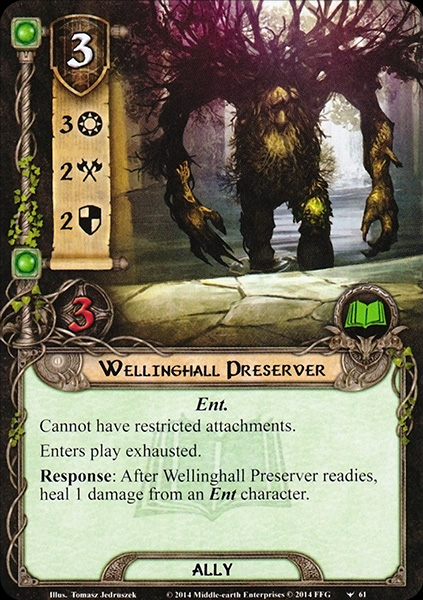 3
3
2
2
3
WELLINGHALL PRESERVER
Ent.
Cannot have restricted attachments.
Enters play exhausted.
Response: After Wellinghall Preserver readies,
heal 1 damage from an Ent character.
ALLY
Illus. Tomasz Jedruszek © 2014 Middle-earth Enterprises © 2014 FFG 61